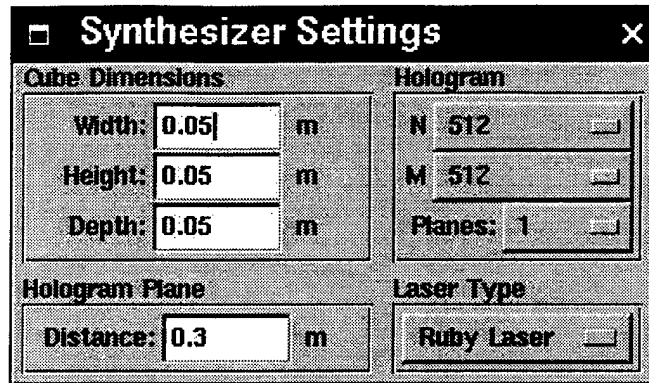 Synthesizer Settings
Cube Dimensions
Width: 0.05 m
Height: 0.05 m
Depth: 0.05 m
Hologram
N 512
M 512
Planes: 1
Hologram Plane
Distance: 0.3 m
Laser Type
Ruby Laser